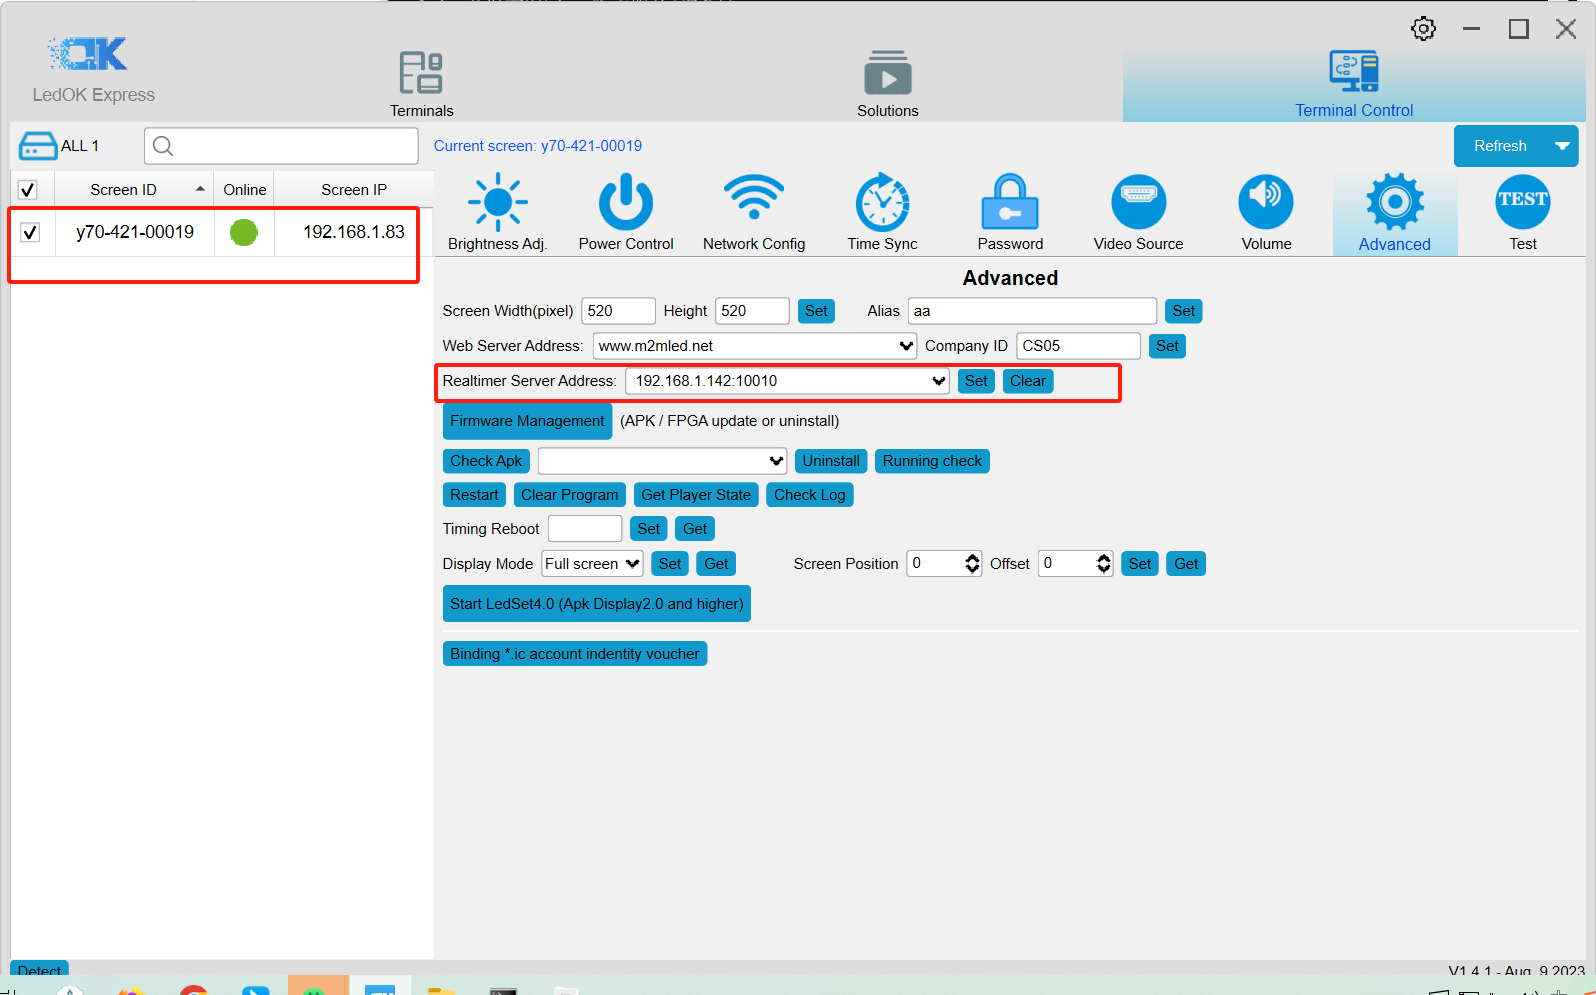 OK
LedOK Express
Terminals
Solutions
Terminal Control
ALL 1
Current screen: y70-421-00019
Refresh
Screen ID Online Screen IP
y70-421-00019 192.168.1.83
Brightness Adj. Power Control Network Config Time Sync Password Video Source Volume Advanced TEST Test
Advanced
Screen Width(pixel) 520 Height 520 Set Alias aa Set
Web Server Address: www.m2mled.net Company ID CS05 Set
Realtimer Server Address: 192.168.1.142:10010 Set Clear
Firmware Management (APK / FPGA update or uninstall)
Check Apk Uninstall Running check
Restart Clear Program Get Player State Check Log
Timing Reboot Set Get
Display Mode Full screen Set Get Screen Position 0 Offset 0 Set Get
Start LedSet4.0 (Apk Display2.0 and higher)
Binding *.ic account indentity voucher
Detect
V1.4.1 - Aug. 9 2023